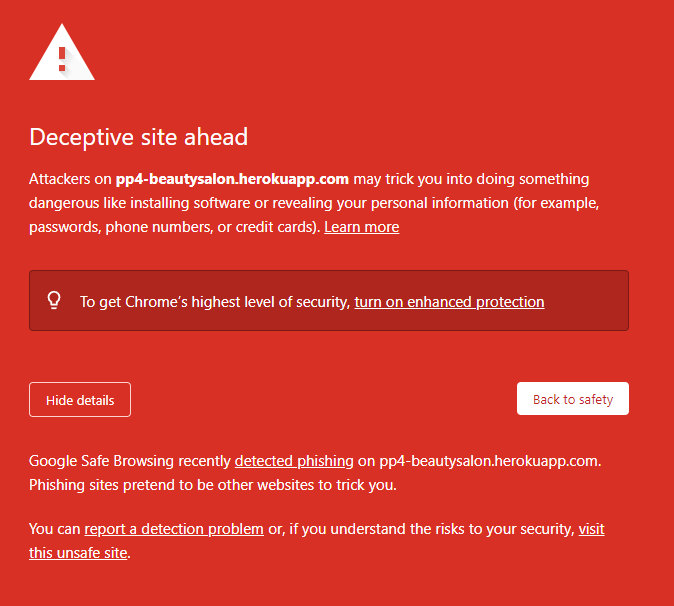 Deceptive site ahead
Attackers on pp4-beautysalon.herokuapp.com may trick you into doing something
dangerous like installing software or revealing your personal information (for example,
passwords, phone numbers, or credit cards). Learn more
To get Chrome’s highest level of security, turn on enhanced protection
Hide details
Back to safety
Google Safe Browsing recently detected phishing on pp4-beautysalon.herokuapp.com.
Phishing sites pretend to be other websites to trick you.
You can report a detection problem or, if you understand the risks to your security, visit
this unsafe site.